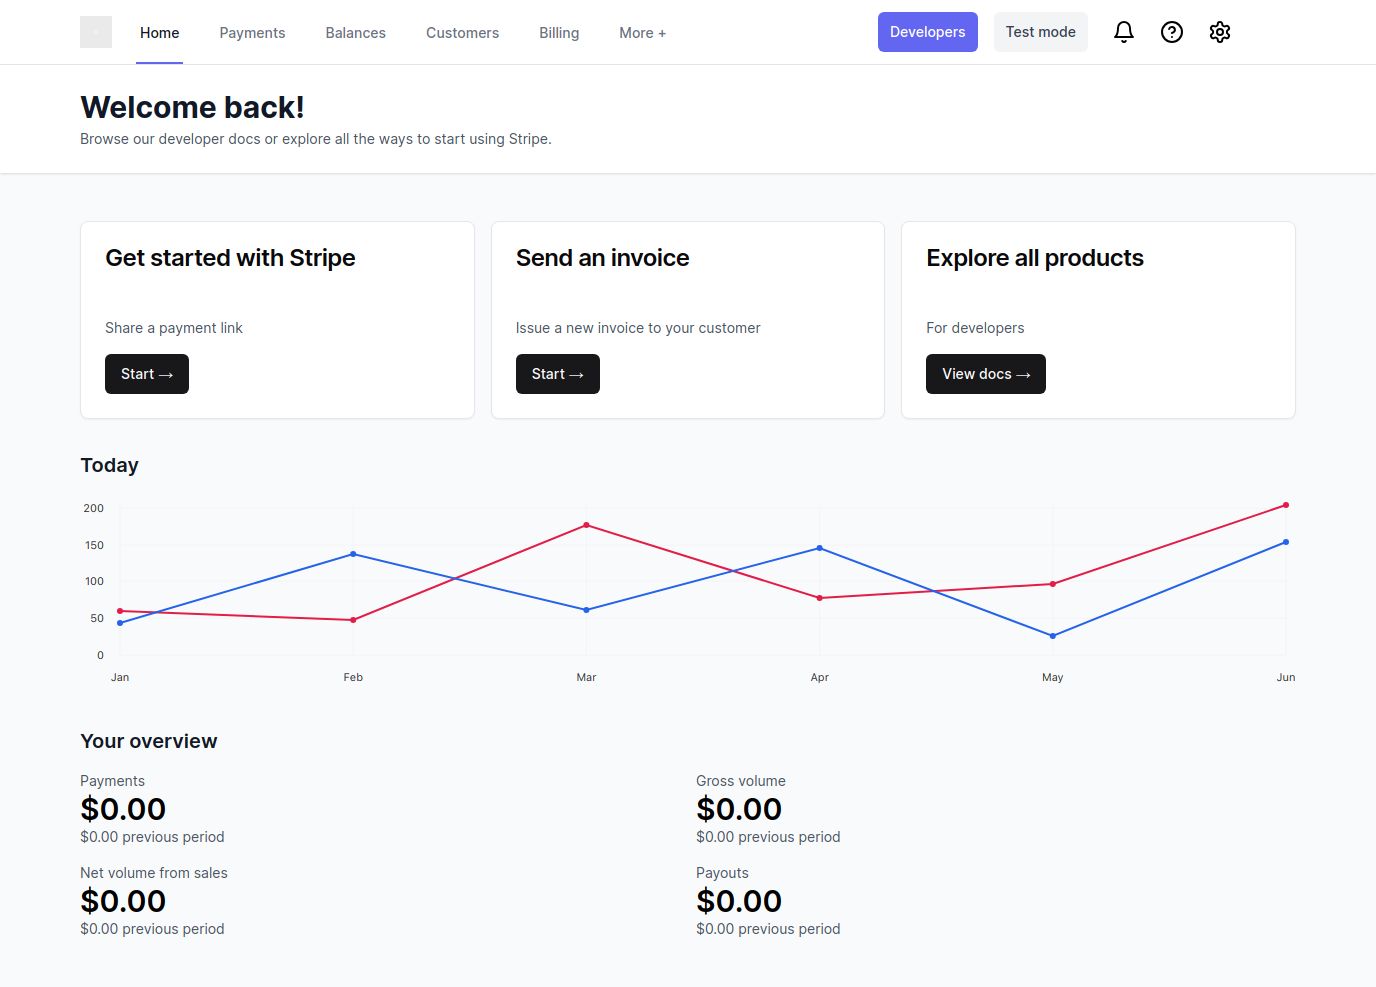 Home Payments Balances Customers Billing More + Developers Test mode
Welcome back!
Browse our developer docs or explore all the ways to start using Stripe.
Get started with Stripe
Share a payment link
Start →
Send an invoice
Issue a new invoice to your customer
Start →
Explore all products
For developers
View docs →
Today
200
150
100
50
0
Jan Feb Mar Apr May Jun
Your overview
Payments
$0.00
$0.00 previous period
Gross volume
$0.00
$0.00 previous period
Net volume from sales
$0.00
$0.00 previous period
Payouts
$0.00
$0.00 previous period